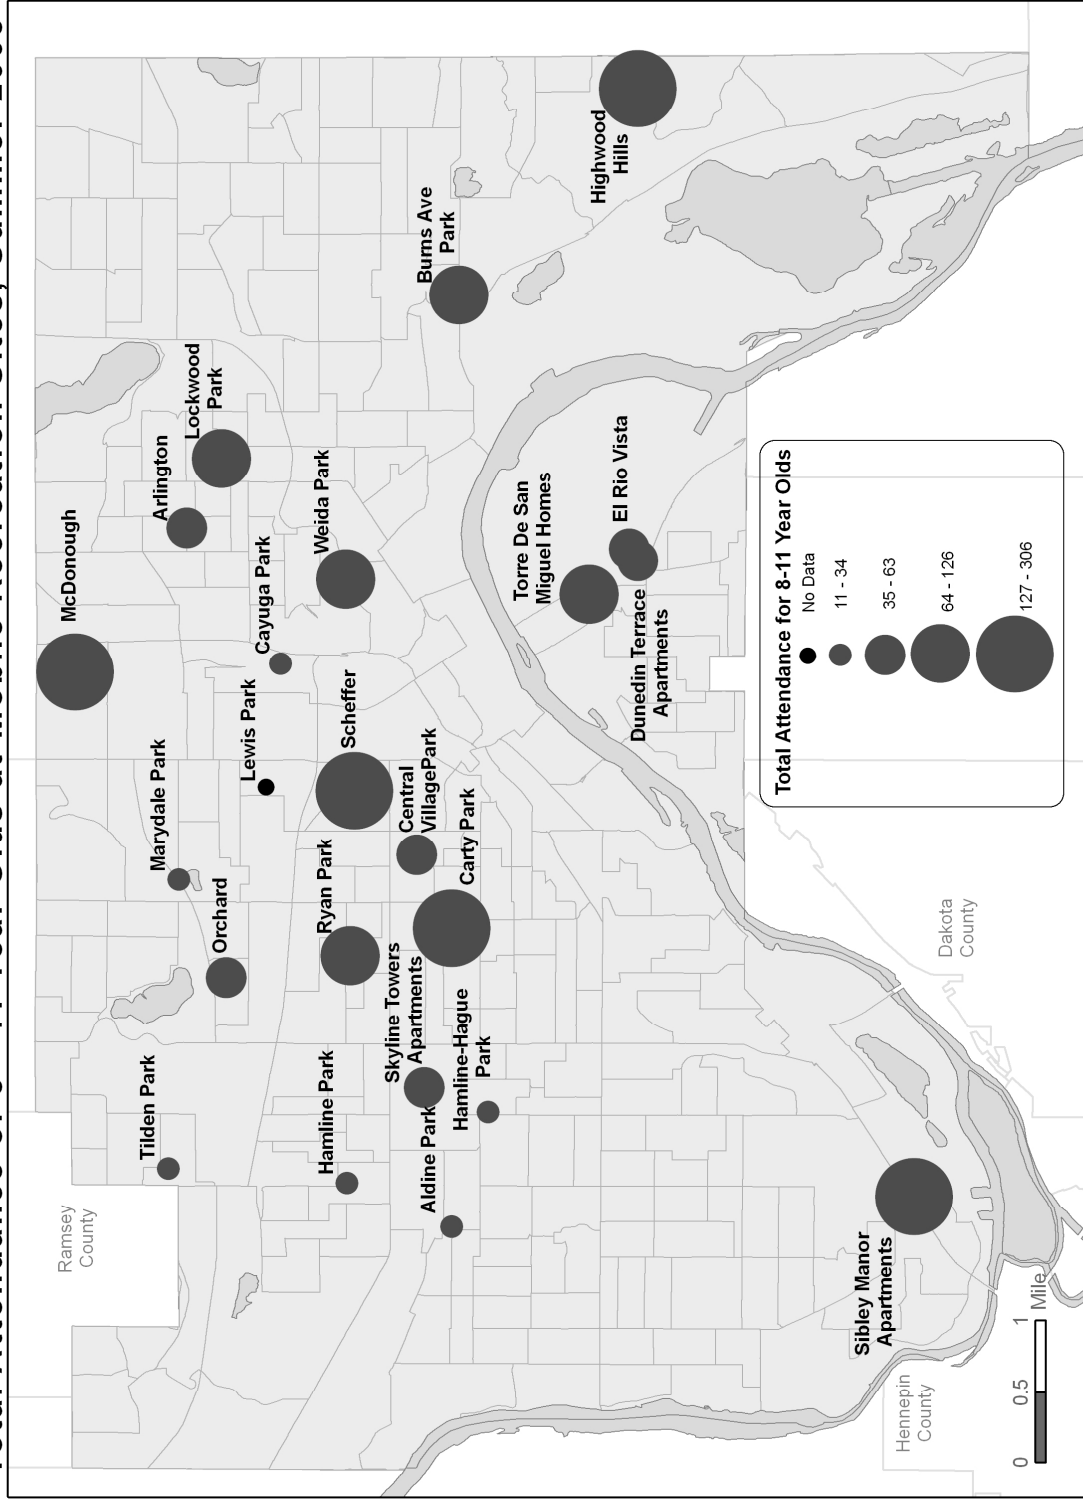 Total Attendance of 8-11 Year Olds at Mobile Recreation Sites, Summer
Ramsey
County
McDonough
Tilden Park
Marydale Park
Arlington
Lockwood
Park
Orchard
Lewis Park
Cayuga Park
Hamline Park
Ryan Park
Scheffer
Weida Park
Skyline Towers
Apartments
Central
VillagePark
Burns Ave
Park
Aldine Park
Hamline-Hague
Park
Carty Park
Torre De San
Miguel Homes
Highwood
Hills
El Rio Vista
Dunedin Terrace
Apartments
Sibley Manor
Apartments
Hennepin
County
Dakota
County
Total Attendance for 8-11 Year Olds
No Data
11 - 34
35 - 63
64 - 126
127 - 306
0 0.5 1
Mile